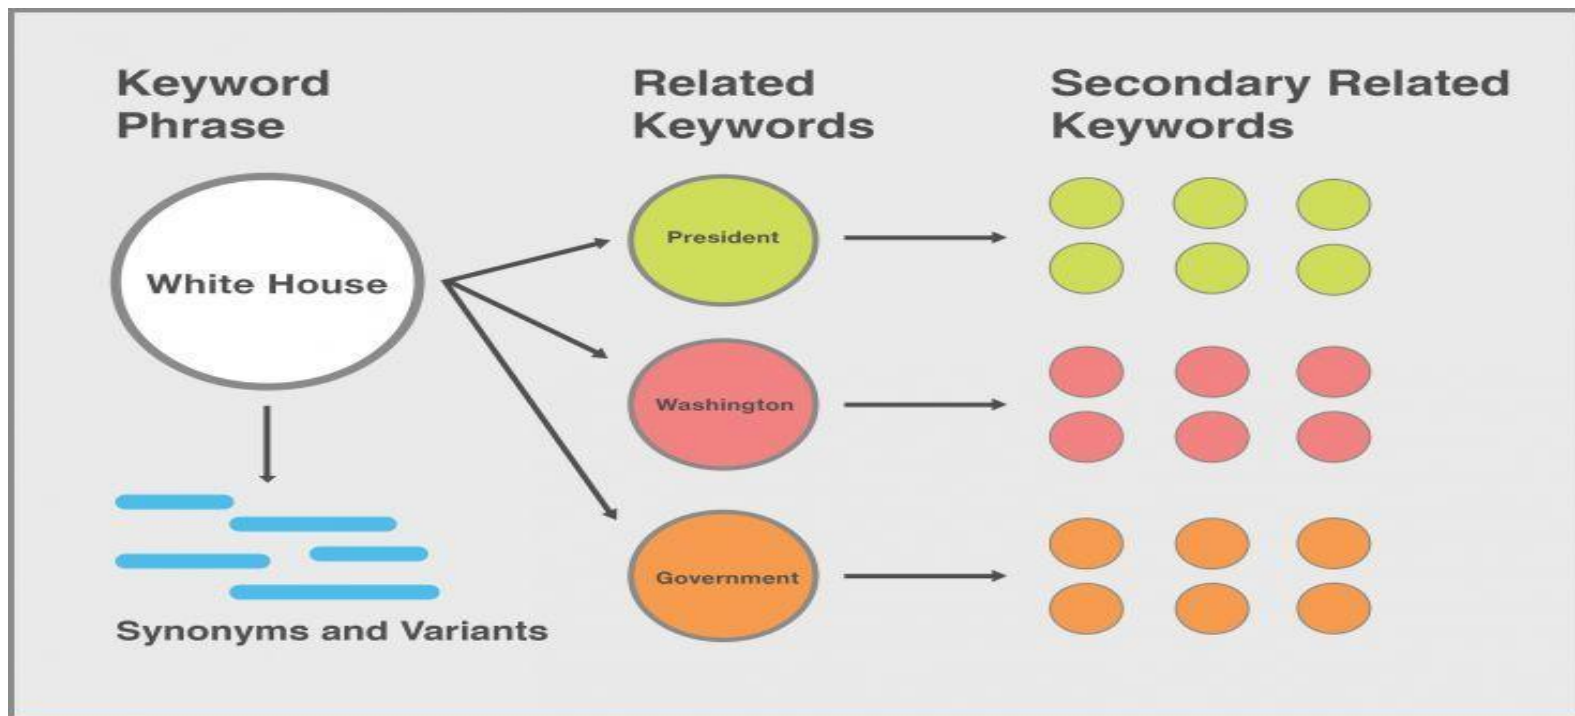 Keyword
Phrase
Related
Keywords
Secondary Related
Keywords
White House
President
Washington
Government
Synonyms and Variants